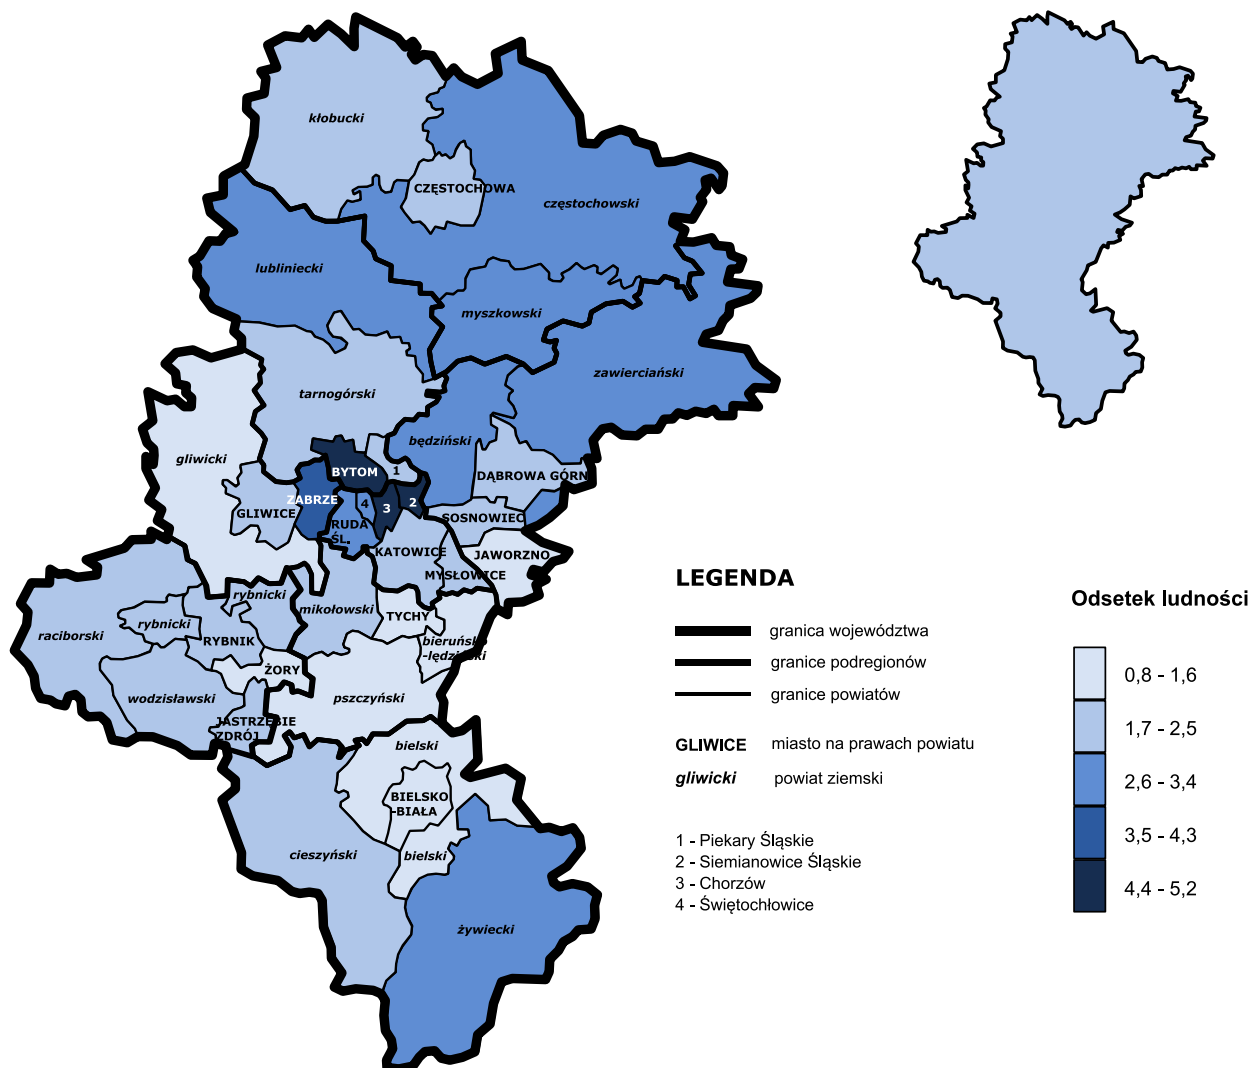 kłobucki
CZĘSTOCHOWA
częstochowski
lubliniecki
myszkowski
zawierciański
tarnogórski
będziński
gliwicki
BYTOM
1
DĄBROWA GÓRN.
ZABRZE
4
3
2
GLIWICE
RUDA
ŚL.
SOSNOWIEC
KATOWICE
JAWORZNO
MYSŁOWICE
rybnicki
mikołowski
TYCHY
raciborski
rybnicki
RYBNIK
bieruńsko
-lędziński
ŻORY
wodzisławski
pszczyński
JASTRZĘBIE
ZDRÓJ
bielski
BIELSKO
-BIAŁA
cieszyński
bielski
żywiecki
LEGENDA
granica województwa
granice podregionów
granice powiatów
GLIWICE miasto na prawach powiatu
gliwicki powiat ziemski
1 - Piekary Śląskie
2 - Siemianowice Śląskie
3 - Chorzów
4 - Świętochłowice
Odsetek ludności
0,8 - 1,6
1,7 - 2,5
2,6 - 3,4
3,5 - 4,3
4,4 - 5,2